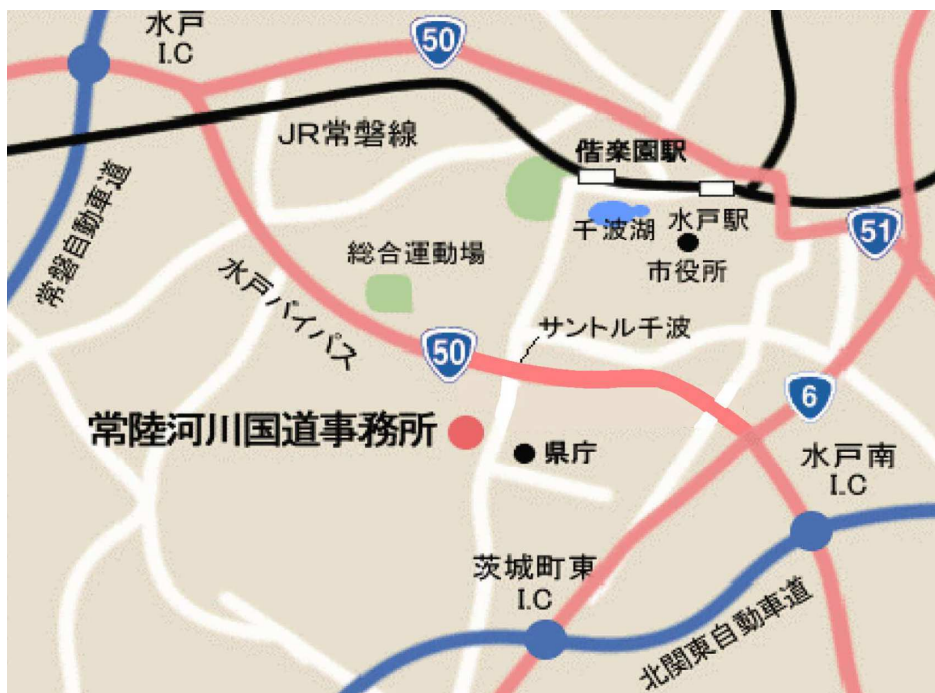 水戸
I.C
50
JR常磐線
偕楽園駅
常磐自動車道
千波湖
水戸駅
51
総合運動場
市役所
水戸バイパス
サントル千波
50
6
常陸河川国道事務所
県庁
水戸南
I.C
茨城町東
I.C
北関東自動車道